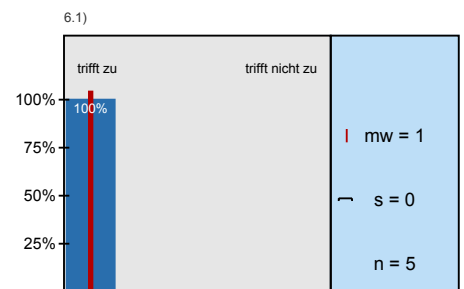 6.1)
trifft zu trifft nicht zu
100%
100%
75%
50%
25%
mw = 1
s = 0
n = 5